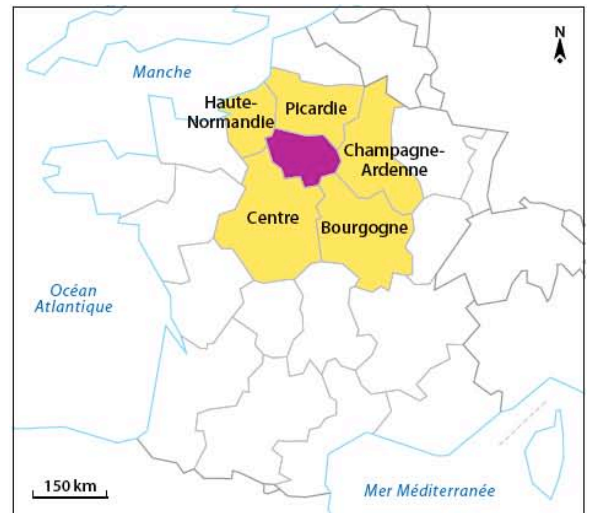 N
Manche
Haute-
Normandie
Picardie
Champagne-
Ardenne
Centre
Bourgogne
Océan
Atlantique
150 km
Mer Méditerranée